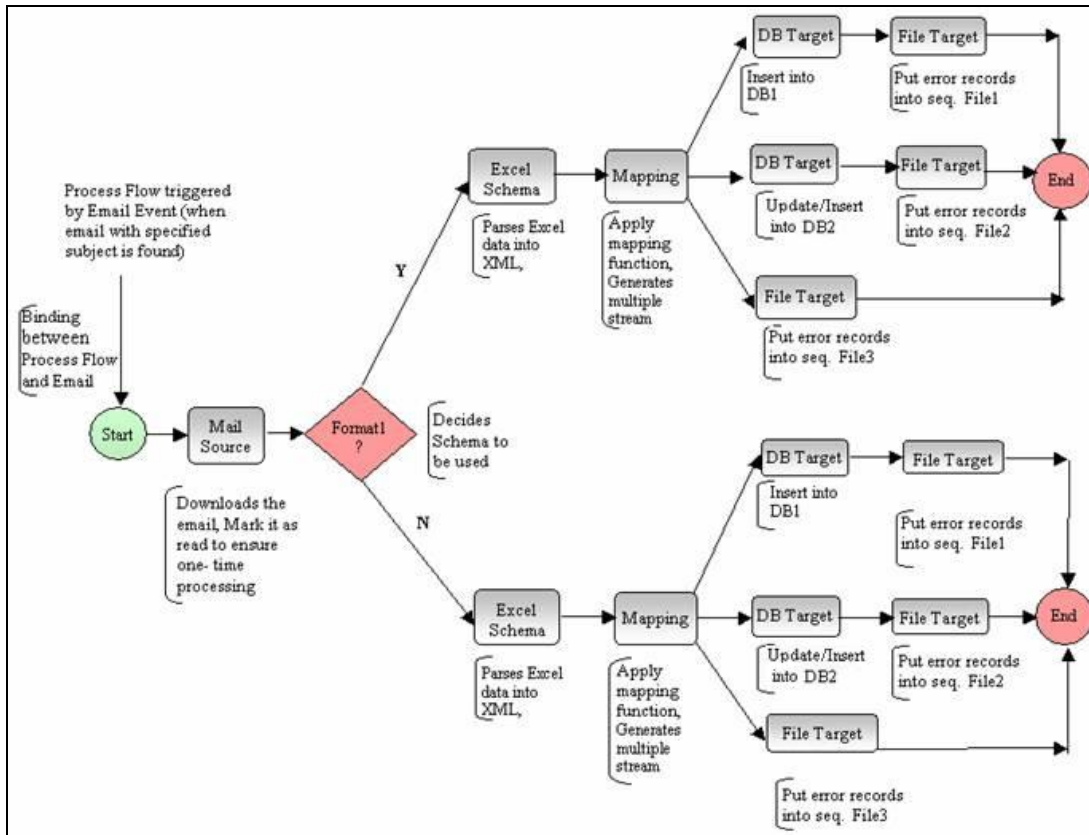 Process Flow triggered
by Email Event (when
email with specified
subject is found)
Binding
between
Process Flow
and Email
Start
Mail
Source
Downloads the
email, Mark it as
read to ensure
one- time
processing
Format1
?
Decides
Schema to
be used
Y
Excel
Schema
Parses Excel
data into
XML,
Mapping
Apply
mapping
function,
Generates
multiple
stream
DB Target
Insert into
DB1
File Target
Put error records
into seq. File1
DB Target
Update/Insert
into DB2
File Target
Put error records
into seq. File2
File Target
Put error records
into seq. File3
End
N
Excel
Schema
Parses Excel
data into
XML,
Mapping
Apply
mapping
function,
Generates
multiple
stream
DB Target
Insert into
DB1
File Target
Put error records
into seq. File1
DB Target
Update/Insert
into DB2
File Target
Put error records
into seq. File2
File Target
Put error records
into seq. File3
End